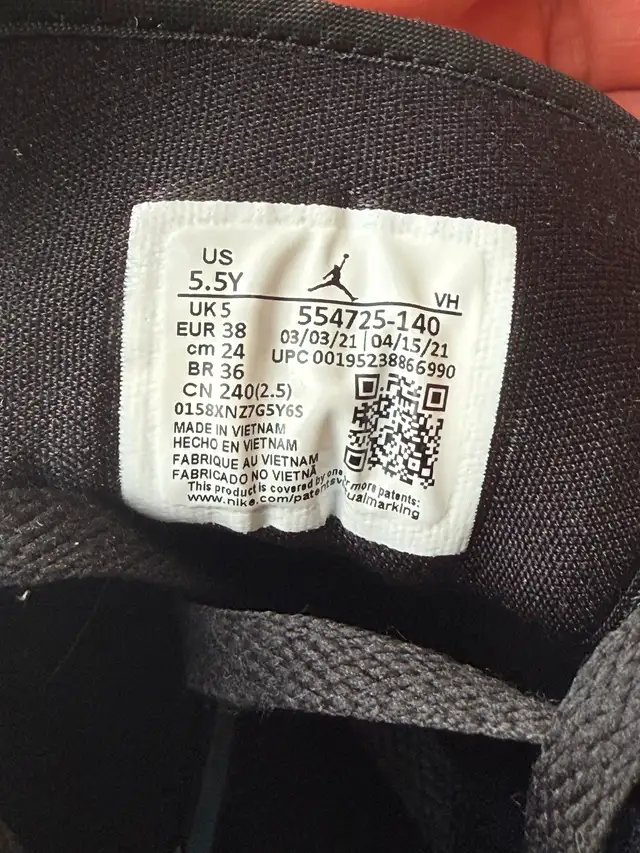 US
5.5Y
VH
UK 5
EUR 38
cm 24
BR 36
CN 240(2.5)
554725-140
03/03/21 | 04/15/21
UPC 00195238866990
0158XNZ7G5Y6S
MADE IN VIETNAM
HECHO EN VIETNAM
FABRIQUE AU VIETNAM
FABRICADO NO VIETNÃ
This product is covered by one or more patents:
www.nike.com/patents